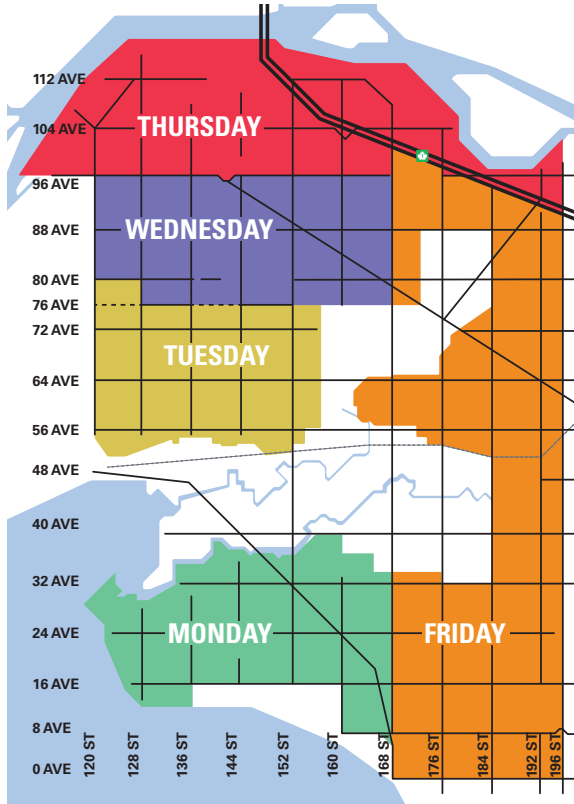 112 AVE
104 AVE
THURSDAY
96 AVE
88 AVE
WEDNESDAY
80 AVE
76 AVE
72 AVE
TUESDAY
64 AVE
56 AVE
48 AVE
40 AVE
32 AVE
24 AVE
MONDAY
FRIDAY
16 AVE
8 AVE
0 AVE
120 ST
128 ST
136 ST
144 ST
152 ST
160 ST
168 ST
176 ST
184 ST
192 ST
196 ST